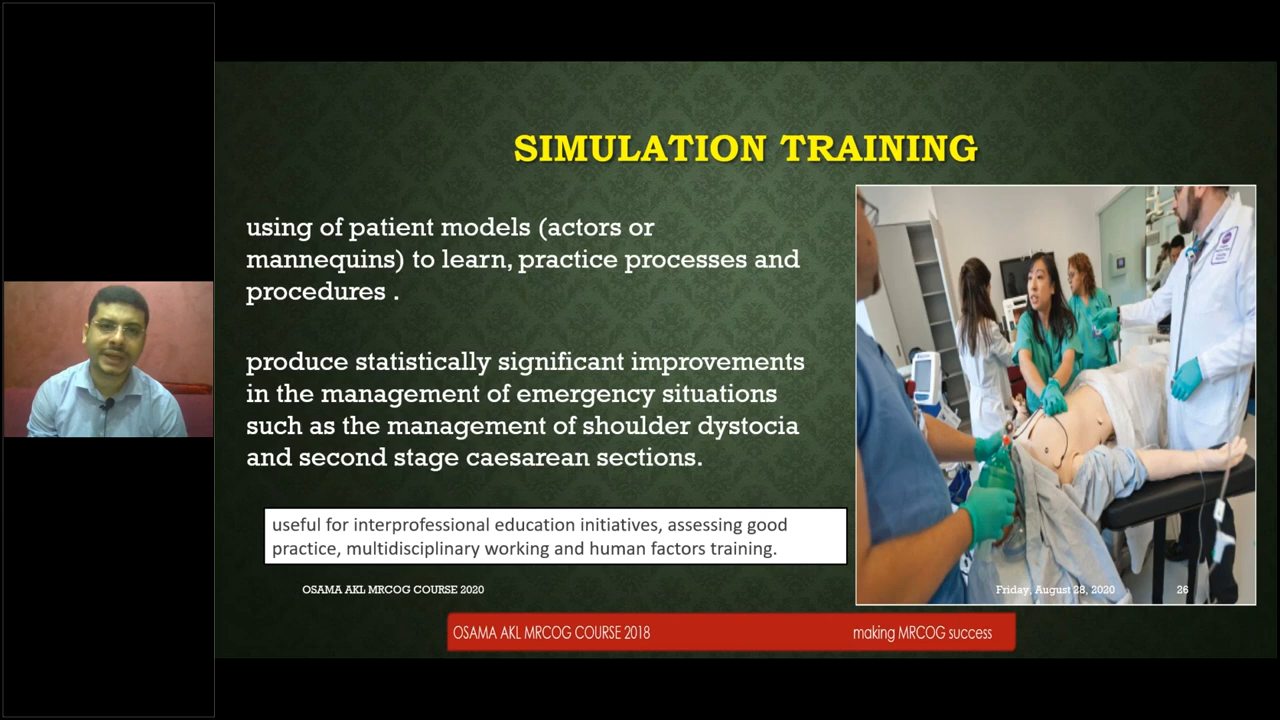 SIMULATION TRAINING
using of patient models (actors or
mannequins) to learn, practice processes and
procedures .
produce statistically significant improvements
in the management of emergency situations
such as the management of shoulder dystocia
and second stage caesarean sections.
useful for interprofessional education initiatives, assessing good
practice, multidisciplinary working and human factors training.
OSAMA AKL MRCOG COURSE 2020
Friday, August 28, 2020
26
OSAMA AKL MRCOG COURSE 2018
making MRCOG success